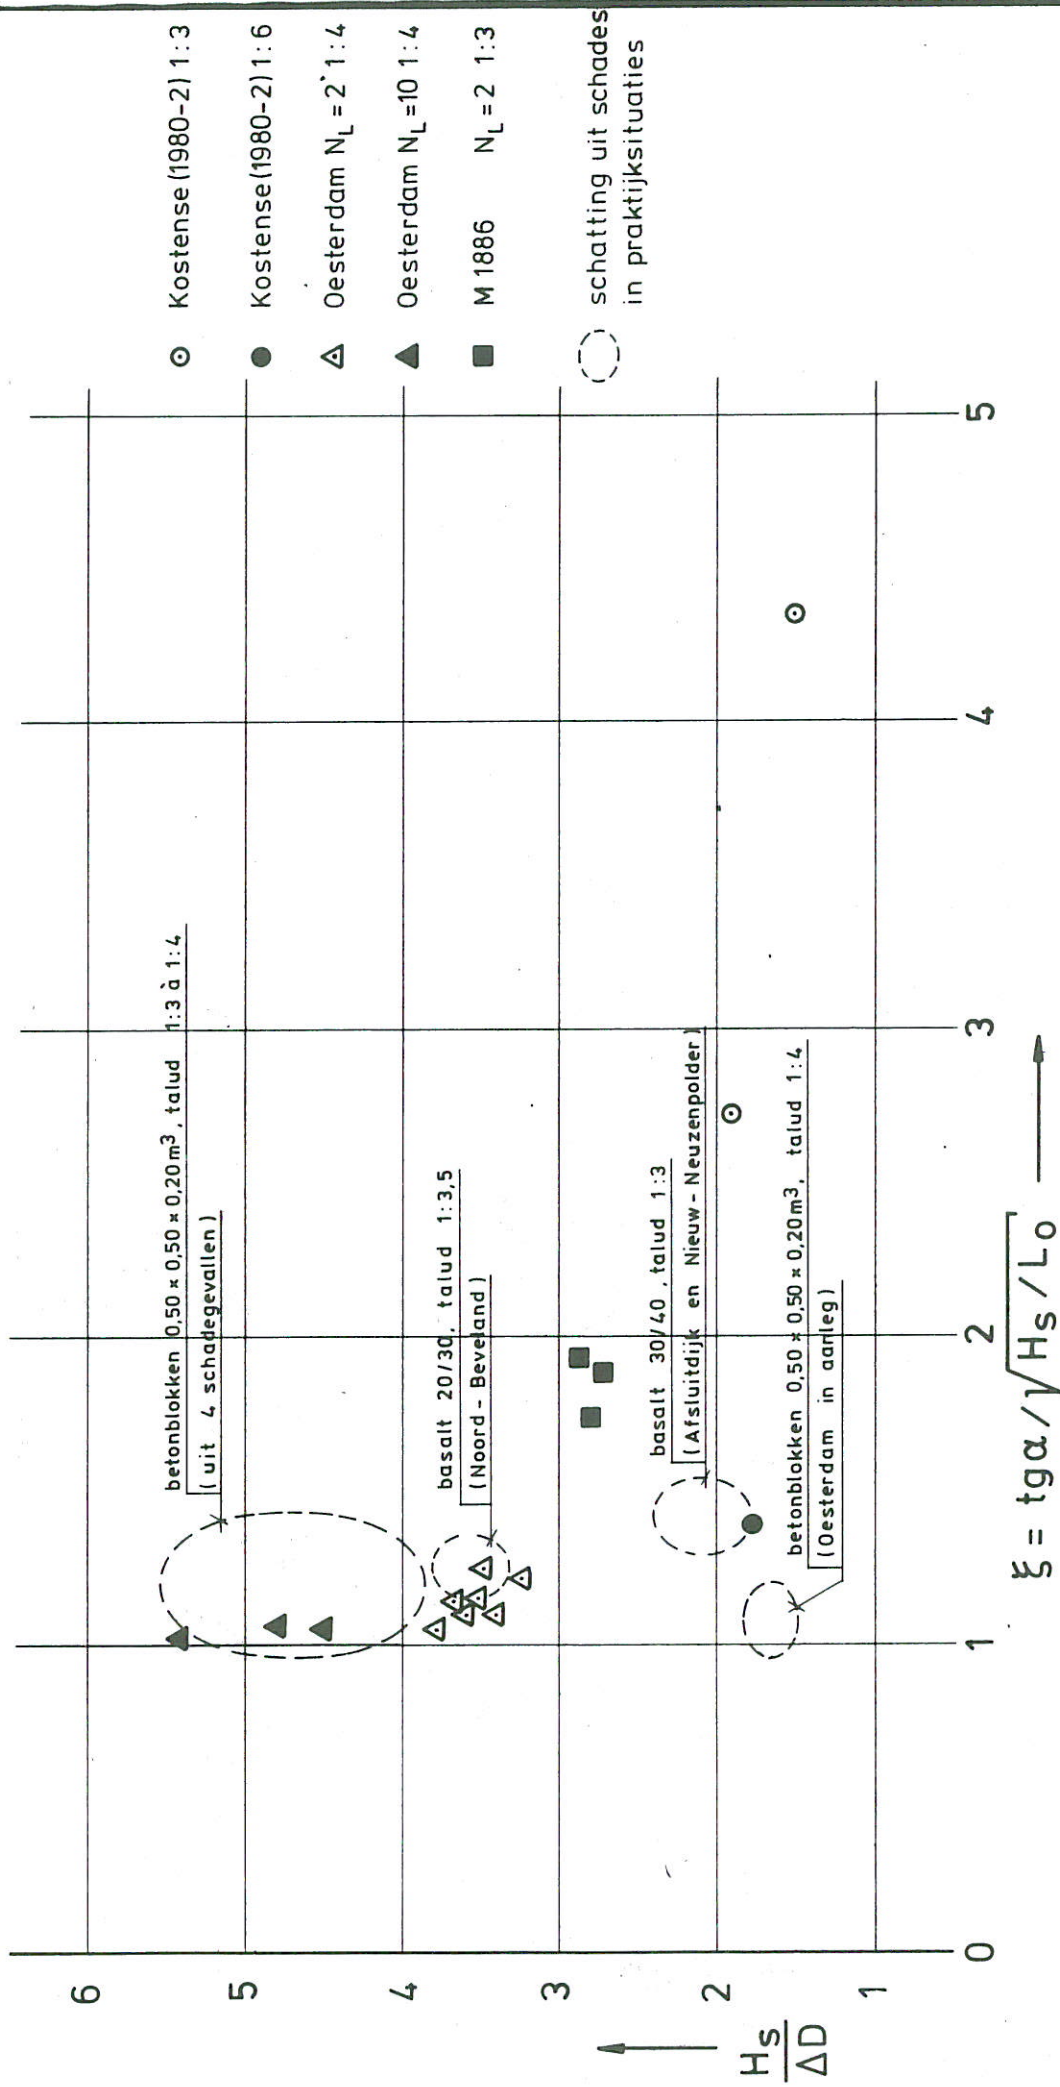 Kostense (1980-2) 1:3
Kostense (1980-2) 1:6
Oesterdam N_L = 2 1:4
Oesterdam N_L = 10 1:4
M 1886 N_L = 2 1:3
schatting uit schades
in praktijksituaties
betonblokken 0,50 × 0,50 × 0,20 m³, talud 1:3 à 1:4
(uit 4 schadegevallen)
basalt 20/30, talud 1:3,5
(Noord-Beveland)
basalt 30/40, talud 1:3
(Afsluitdijk en Nieuw-Neuzenpolder)
betonblokken 0,50 × 0,50 × 0,20 m³, talud 1:4
(Oesterdam in aanleg)
6
5
4
3
2
1
Hs
ΔD
0 1 2 3 4 5
ξ = tgα/√Hs/Lo